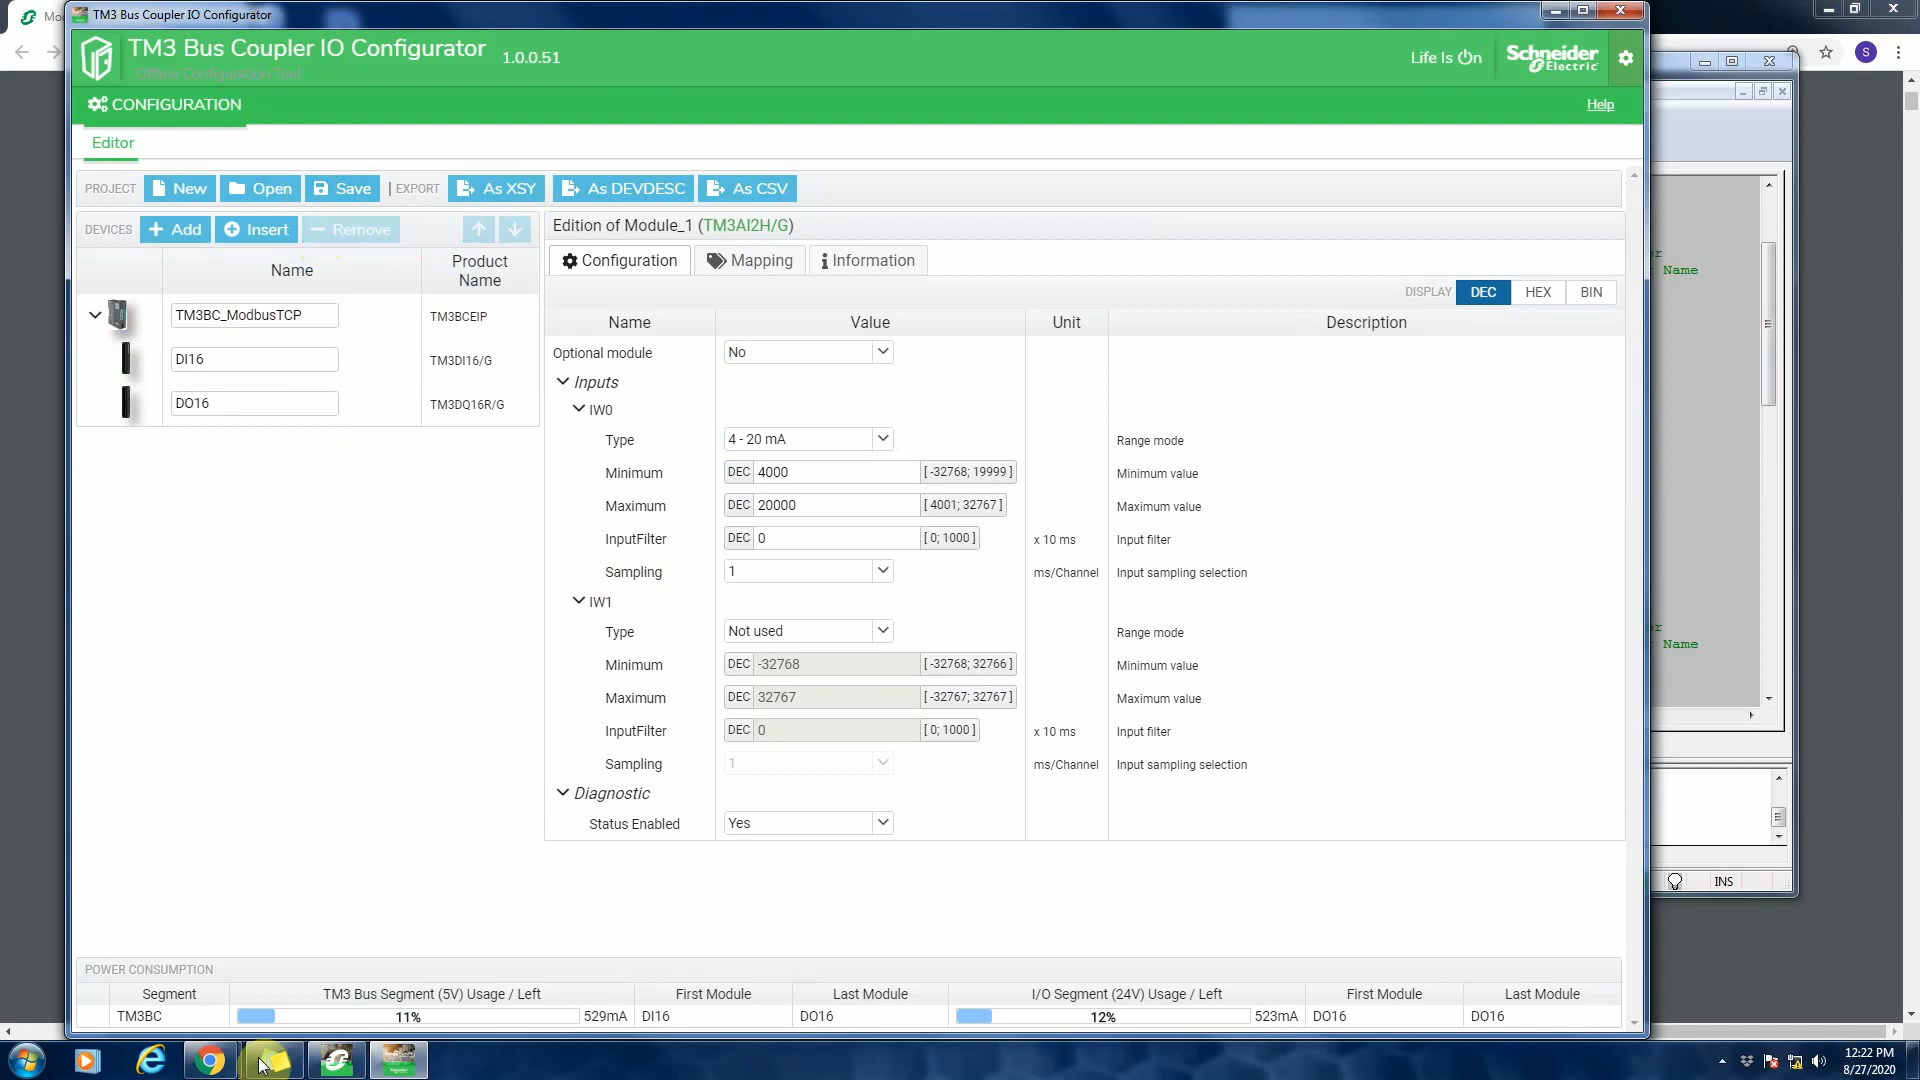 Mo
TM3 Bus Coupler IO Configurator
TM3 Bus Coupler IO Configurator 1.0.0.51
Offline Configuration Tool
Life Is On
Schneider
Electric
S
CONFIGURATION
Help
Editor
PROJECT New Open Save | EXPORT As XSY As DEVDESC As CSV
DEVICES Add Insert Remove
Edition of Module_1 (TM3AI2H/G)
Configuration Mapping Information
DISPLAY DEC HEX BIN
Name Product Name
TM3BC_ModbusTCP TM3BCEIP
DI16 TM3DI16/G
DO16 TM3DQ16R/G
Name Value Unit Description
Optional module No
Inputs
IW0
Type 4 - 20 mA Range mode
Minimum DEC 4000 [ -32768; 19999 ] Minimum value
Maximum DEC 20000 [ 4001; 32767 ] Maximum value
InputFilter DEC 0 [ 0; 1000 ] x 10 ms Input filter
Sampling 1 ms/Channel Input sampling selection
IW1
Type Not used Range mode
Minimum DEC -32768 [ -32768; 32766 ] Minimum value
Maximum DEC 32767 [ -32767; 32767 ] Maximum value
InputFilter DEC 0 [ 0; 1000 ] x 10 ms Input filter
Sampling 1 ms/Channel Input sampling selection
Diagnostic
Status Enabled Yes
er
Name
er
Name
INS
POWER CONSUMPTION
Segment TM3 Bus Segment (5V) Usage / Left First Module Last Module I/O Segment (24V) Usage / Left First Module Last Module
TM3BC 11% 529mA DI16 DO16 12% 523mA DO16 DO16
12:22 PM
8/27/2020